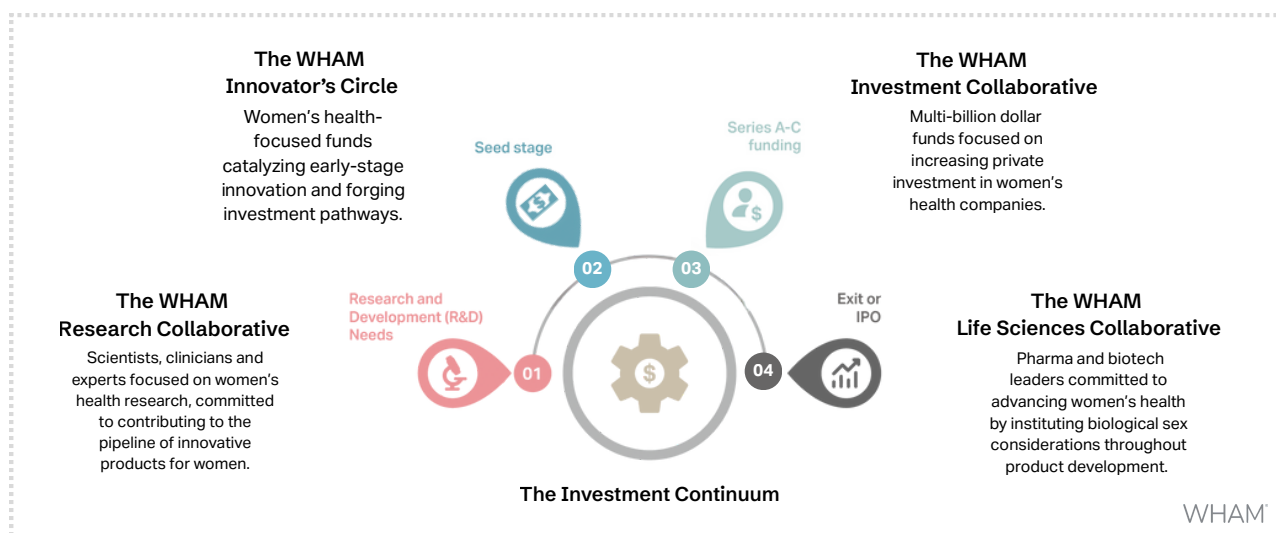 The WHAM
Innovator's Circle
Women's health-
focused funds
catalyzing early-stage
innovation and forging
investment pathways.
Seed stage
Series A-C
funding
The WHAM
Investment Collaborative
Multi-billion dollar
funds focused on
increasing private
investment in women's
health companies.
$
$
02
03
The WHAM
Research Collaborative
Scientists, clinicians and
experts focused on women's
health research, committed
to contributing to the
pipeline of innovative
products for women.
Research and
Development (R&D)
Needs
01
$
04
Exit or
IPO
The WHAM
Life Sciences Collaborative
Pharma and biotech
leaders committed to
advancing women's health
by instituting biological sex
considerations throughout
product development.
The Investment Continuum
WHAM